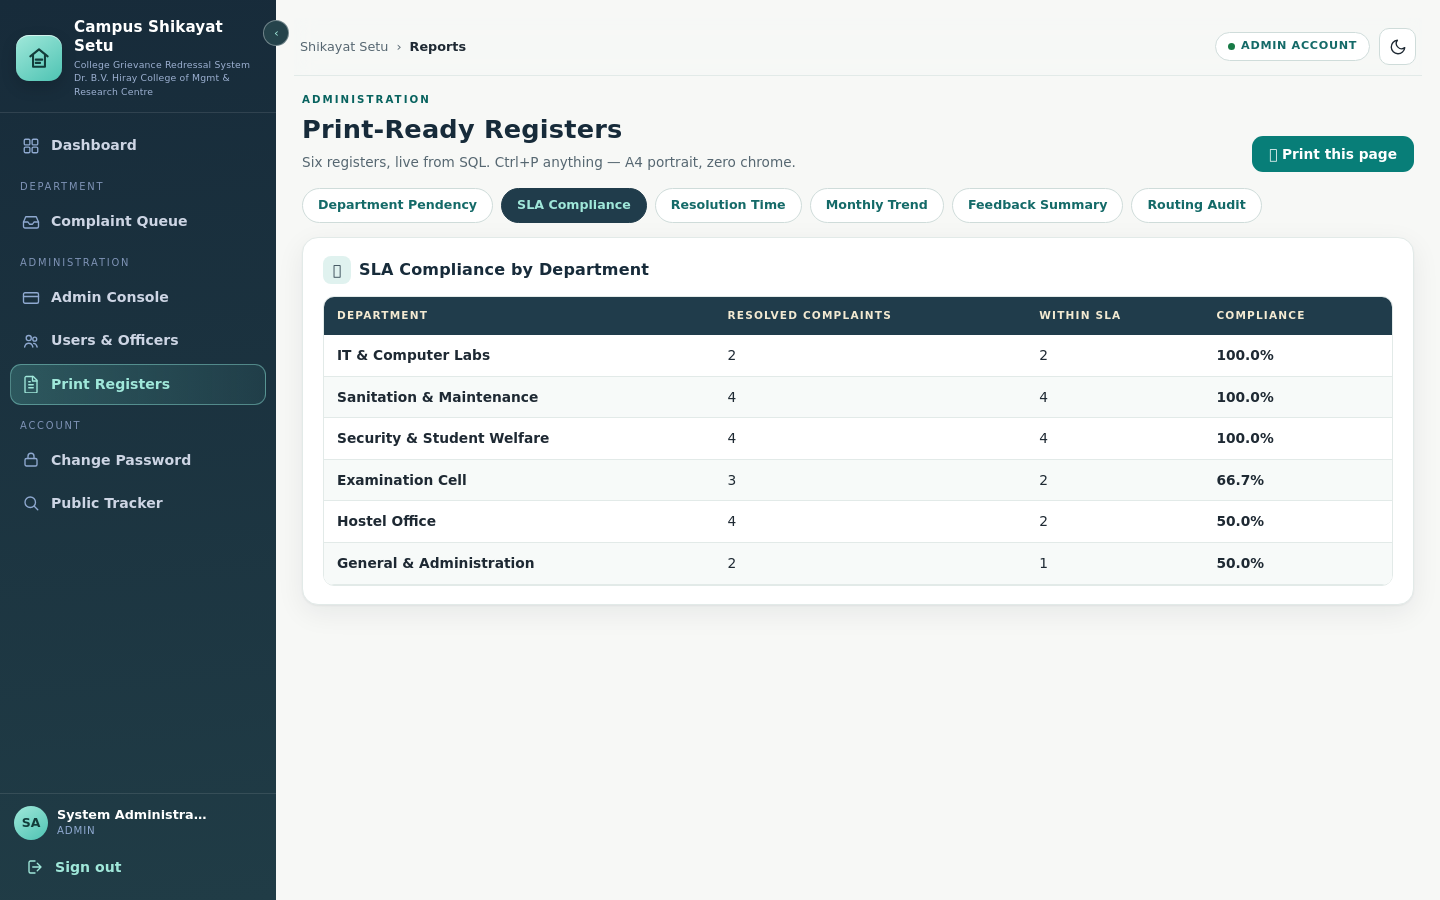 Campus Shikayat
Setu
College Grievance Redressal System
Dr. B.V. Hiray College of Mgmt &
Research Centre
Dashboard
DEPARTMENT
Complaint Queue
ADMINISTRATION
Admin Console
Users & Officers
Print Registers
ACCOUNT
Change Password
Public Tracker
SA
System Administra...
ADMIN
Sign out
Shikayat Setu › Reports
ADMIN ACCOUNT
ADMINISTRATION
Print-Ready Registers
Six registers, live from SQL. Ctrl+P anything — A4 portrait, zero chrome.
Print this page
Department Pendency SLA Compliance Resolution Time Monthly Trend Feedback Summary Routing Audit
SLA Compliance by Department
DEPARTMENT RESOLVED COMPLAINTS WITHIN SLA COMPLIANCE
IT & Computer Labs 2 2 100.0%
Sanitation & Maintenance 4 4 100.0%
Security & Student Welfare 4 4 100.0%
Examination Cell 3 2 66.7%
Hostel Office 4 2 50.0%
General & Administration 2 1 50.0%